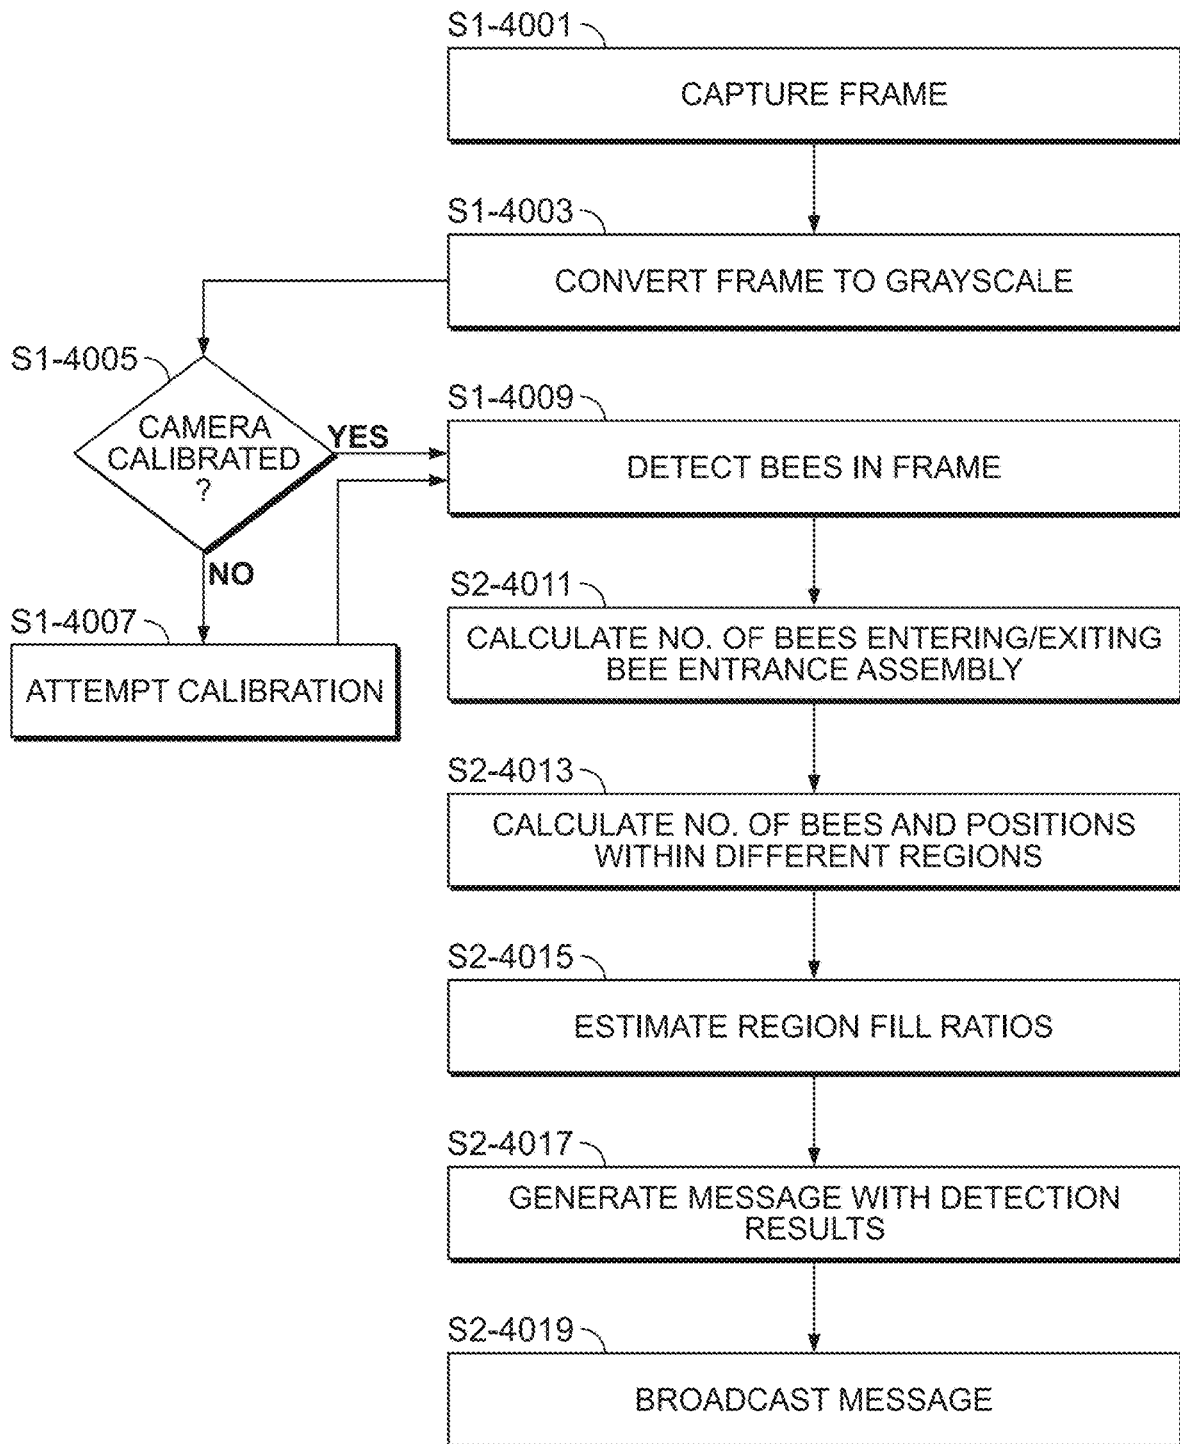 S1-4001
CAPTURE FRAME
S1-4003
CONVERT FRAME TO GRAYSCALE
S1-4005
CAMERA
CALIBRATED
?
YES
NO
S1-4007
ATTEMPT CALIBRATION
S1-4009
DETECT BEES IN FRAME
S2-4011
CALCULATE NO. OF BEES ENTERING/EXITING
BEE ENTRANCE ASSEMBLY
S2-4013
CALCULATE NO. OF BEES AND POSITIONS
WITHIN DIFFERENT REGIONS
S2-4015
ESTIMATE REGION FILL RATIOS
S2-4017
GENERATE MESSAGE WITH DETECTION
RESULTS
S2-4019
BROADCAST MESSAGE